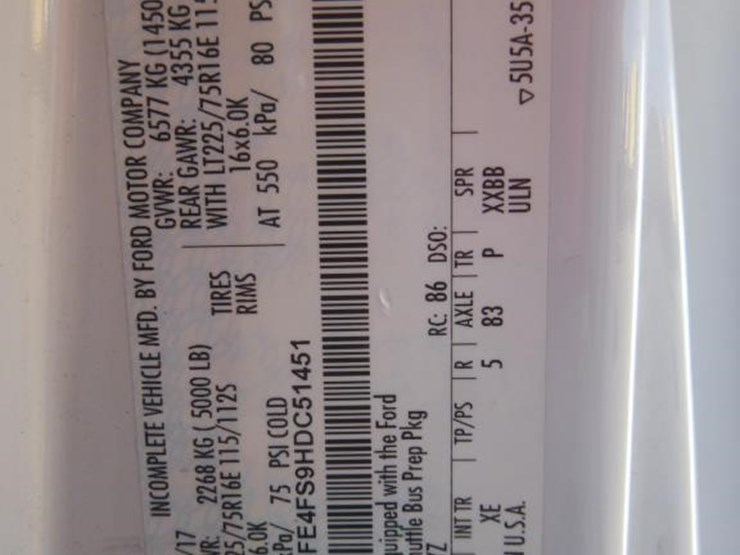 INCOMPLETE VEHICLE MFD. BY FORD MOTOR COMPANY
/17 GVWR: 6577 KG (1450
R: 2268 KG ( 5000 LB) REAR GAWR: 4355 KG
25/75R16E 115/112S TIRES WITH LT225/75R16E 11
6.0K RIMS 16x6.0K
Pa/ 75 PSI COLD AT 550 kPa/ 80 PS
FE4FS9HDC51451
uipped with the Ford
uttle Bus Prep Pkg
RC: 86 DSO:
INT TR TP/PS R AXLE TR SPR
XE 5 83 P XXBB
ULN
U.S.A. ▽ 5U5A-35